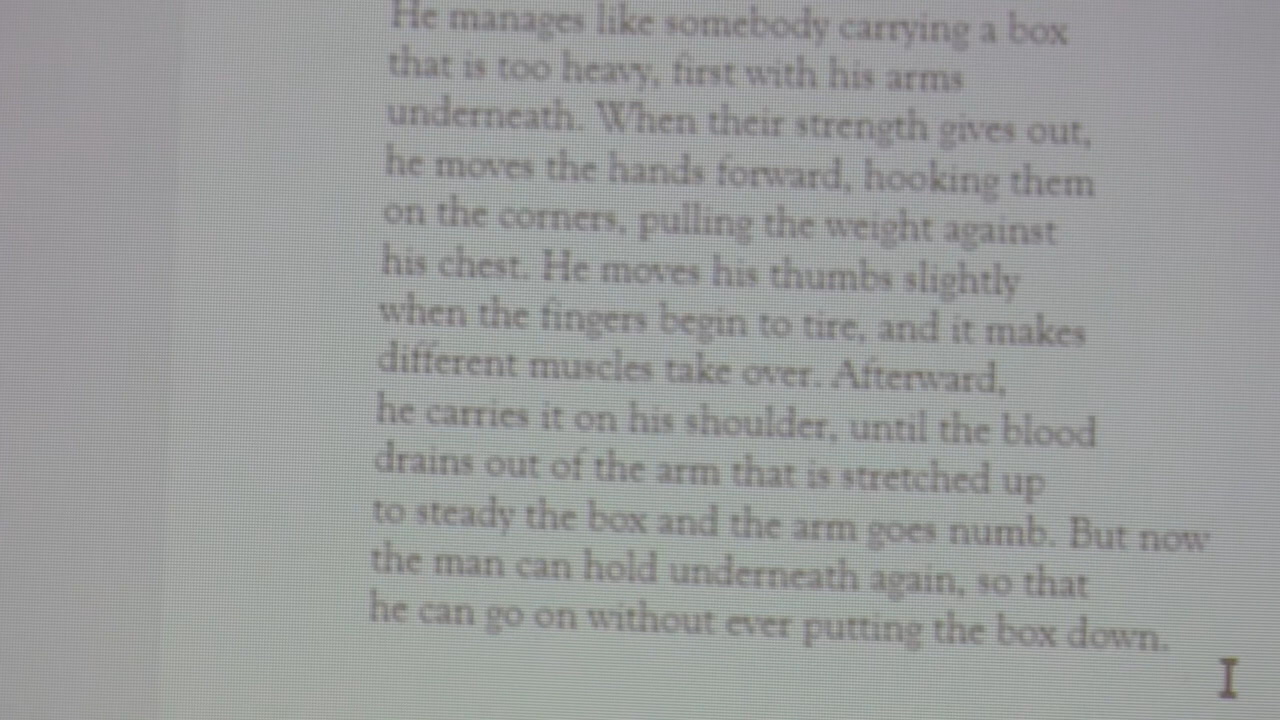 He manages like somebody carrying a box
that is too heavy, first with his arms
underneath. When their strength gives out,
he moves the hands forward, hooking them
on the corners, pulling the weight against
his chest. He moves his thumbs slightly
when the fingers begin to tire, and it makes
different muscles take over. Afterward,
he carries it on his shoulder, until the blood
drains out of the arm that is stretched up
to steady the box and the arm goes numb. But now
the man can hold underneath again, so that
he can go on without ever putting the box down.